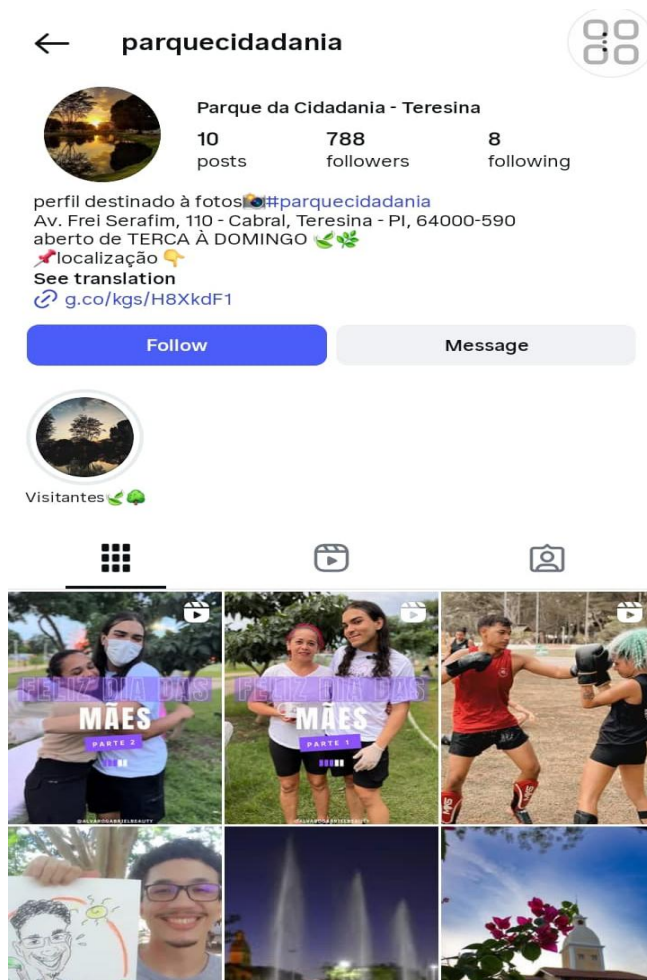 parquecidadania
Parque da Cidadania - Teresina
10 788 8
posts followers following
perfil destinado à fotos📸#parquecidadania
Av. Frei Serafim, 110 - Cabral, Teresina - PI, 64000-590
aberto de TERCA À DOMINGO 🍃🌿
📌localização 👇
See translation
g.co/kgs/H8XkdF1
Follow Message
Visitantes🍃🌳
FELIZ DIA DAS
MÃES
PARTE 2
@ALVAROGABRIELBEAUTY
FELIZ DIA DAS
MÃES
PARTE 1
@ALVAROGABRIELBEAUTY